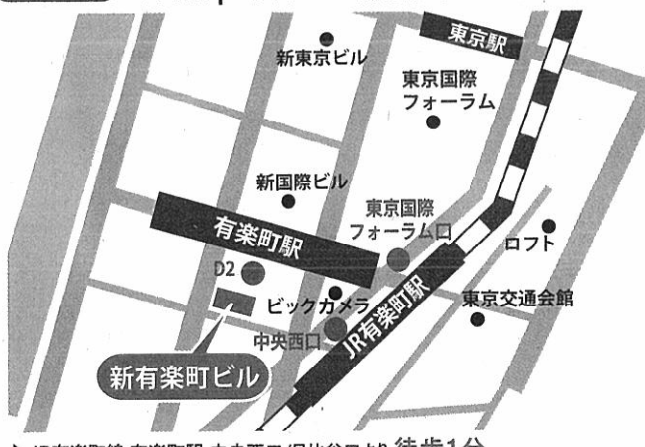 東京駅
新東京ビル
東京国際
フォーラム
新国際ビル
東京国際
フォーラム口
有楽町駅
ロフト
D2
ビックカメラ
JR有楽町駅
東京交通会館
中央西口
新有楽町ビル
徒歩1分